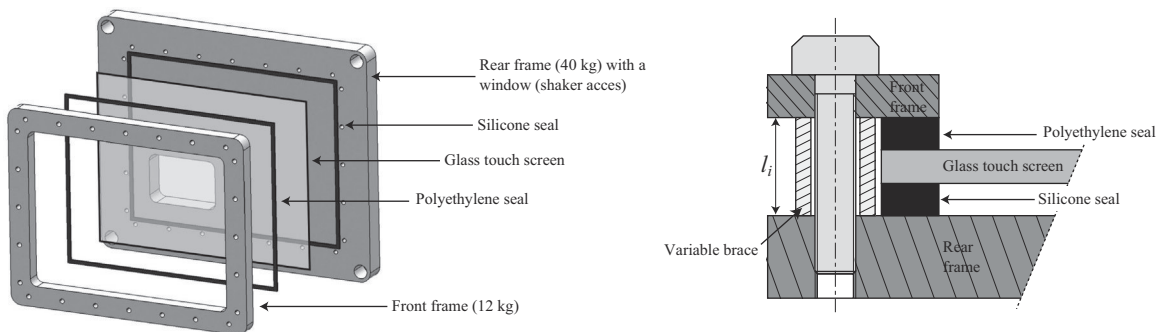 Rear frame (40 kg) with a
window (shaker acces)
Silicone seal
Glass touch screen
Polyethylene seal
Front frame (12 kg)
Front
frame
Polyethylene seal
l_i
Glass touch screen
Silicone seal
Variable brace
Rear
frame